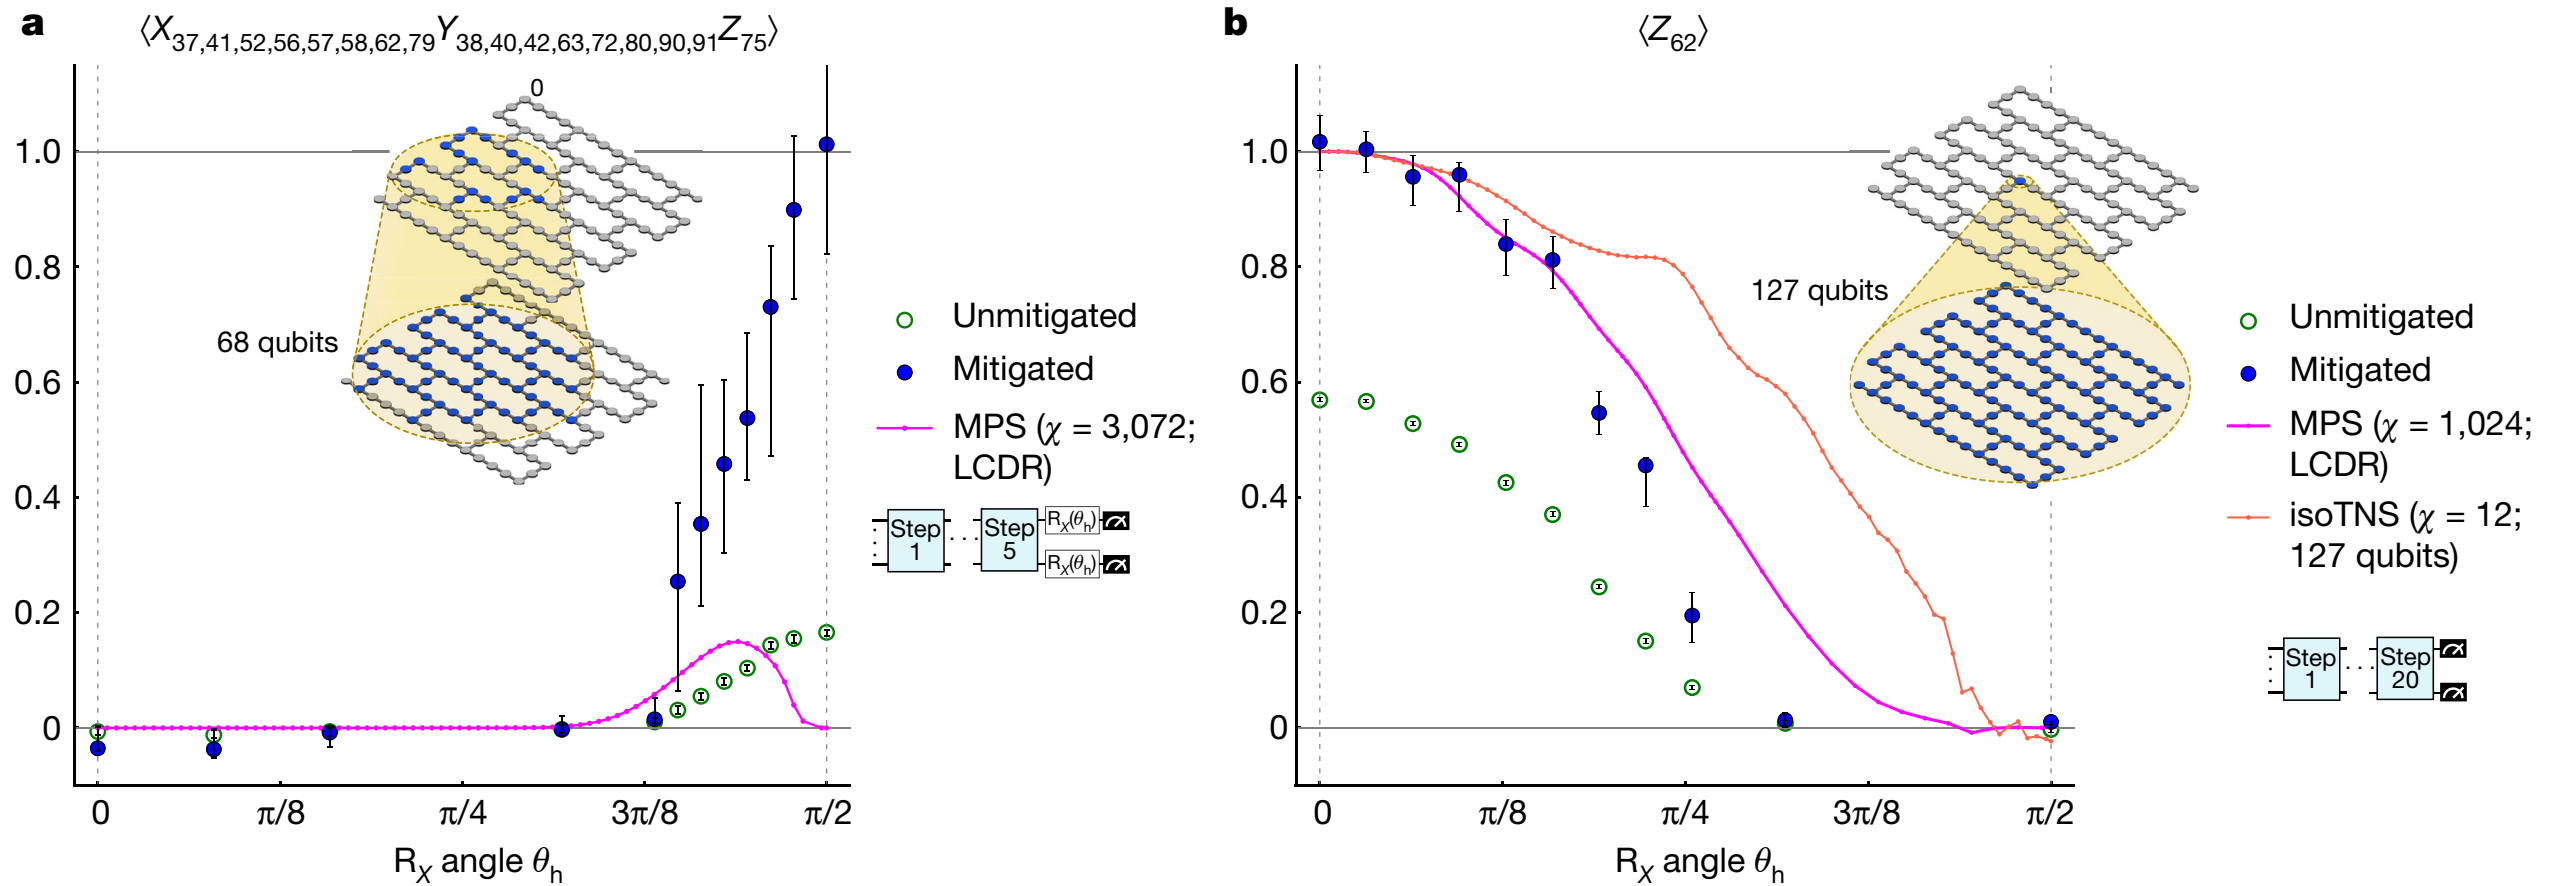 a
⟨X37,41,52,56,57,58,62,79Y38,40,42,63,72,80,90,91Z75⟩
0
1.0
0.8
0.6
0.4
0.2
0
68 qubits
0 π/8 π/4 3π/8 π/2
RX angle θh
Unmitigated
Mitigated
MPS (χ = 3,072;
LCDR)
Step
1
· · ·
Step
5
RX(θh)
RX(θh)
b
⟨Z62⟩
1.0
0.8
0.6
0.4
0.2
0
127 qubits
0 π/8 π/4 3π/8 π/2
RX angle θh
Unmitigated
Mitigated
MPS (χ = 1,024;
LCDR)
isoTNS (χ = 12;
127 qubits)
Step
1
· · ·
Step
20